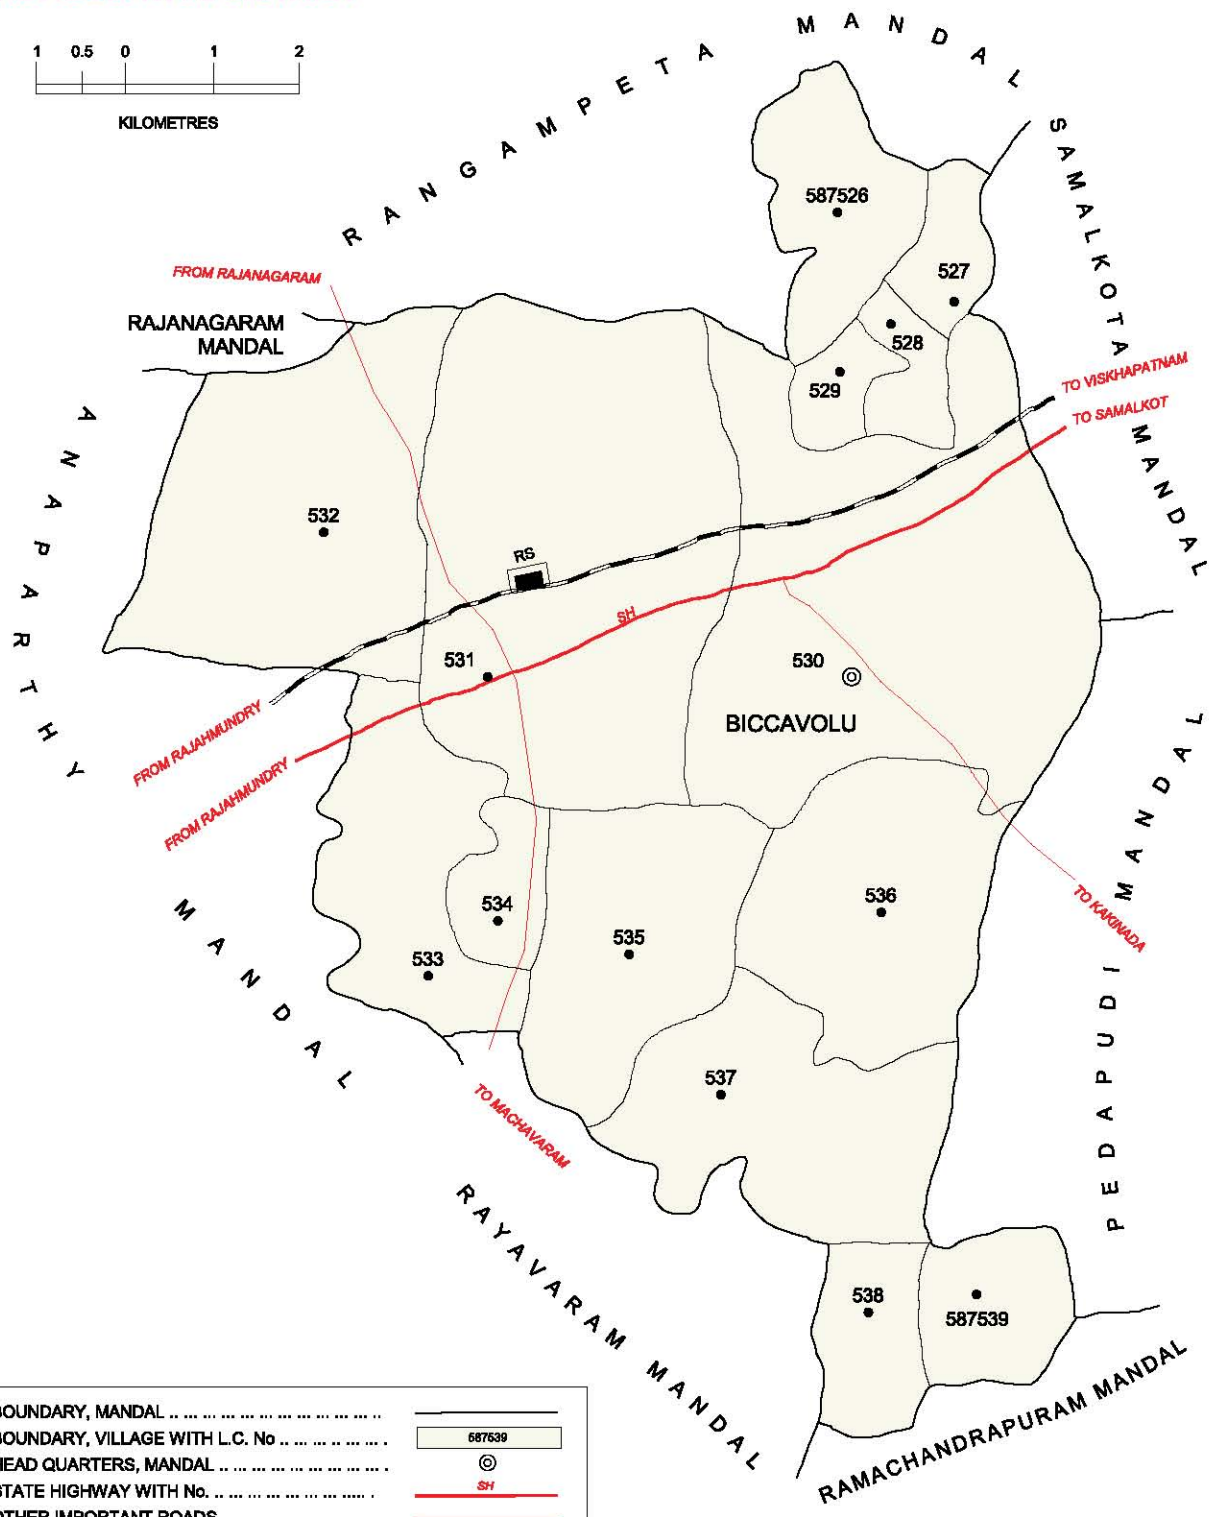 1 0.5 0 1 2
KILOMETRES
RANGAMPETA MANDAL
SAMALKOTA MANDAL
587526
527
FROM RAJANAGARAM
RAJANAGARAM
MANDAL
528
529
TO VISKHAPATNAM
TO SAMALKOT
ANAPARTHY MANDAL
532
RS
SH
531
530
BICCAVOLU
FROM RAJAHMUNDRY
FROM RAJAHMUNDRY
PEDAPUDI MANDAL
534
536
535
533
TO KAKINADA
537
TO MACHAVARAM
RAYAVARAM MANDAL
538
587539
RAMACHANDRAPURAM MANDAL
BOUNDARY, MANDAL .. ... ... ... ... ... ... ... ... ... ... ..
BOUNDARY, VILLAGE WITH L.C. No .. ... ... .. ... . 587539
HEAD QUARTERS, MANDAL .. ... ... ... ... ... ... ... ... .
STATE HIGHWAY WITH No. .. ... ... ... ... ... ... ..... . SH
OTHER IMPORTANT ROADS